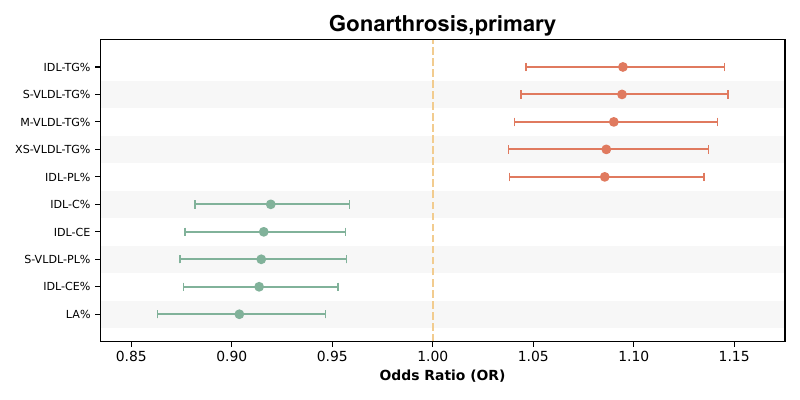 Gonarthrosis,primary
IDL-TG%
S-VLDL-TG%
M-VLDL-TG%
XS-VLDL-TG%
IDL-PL%
IDL-C%
IDL-CE
S-VLDL-PL%
IDL-CE%
LA%
0.85 0.90 0.95 1.00 1.05 1.10 1.15
Odds Ratio (OR)